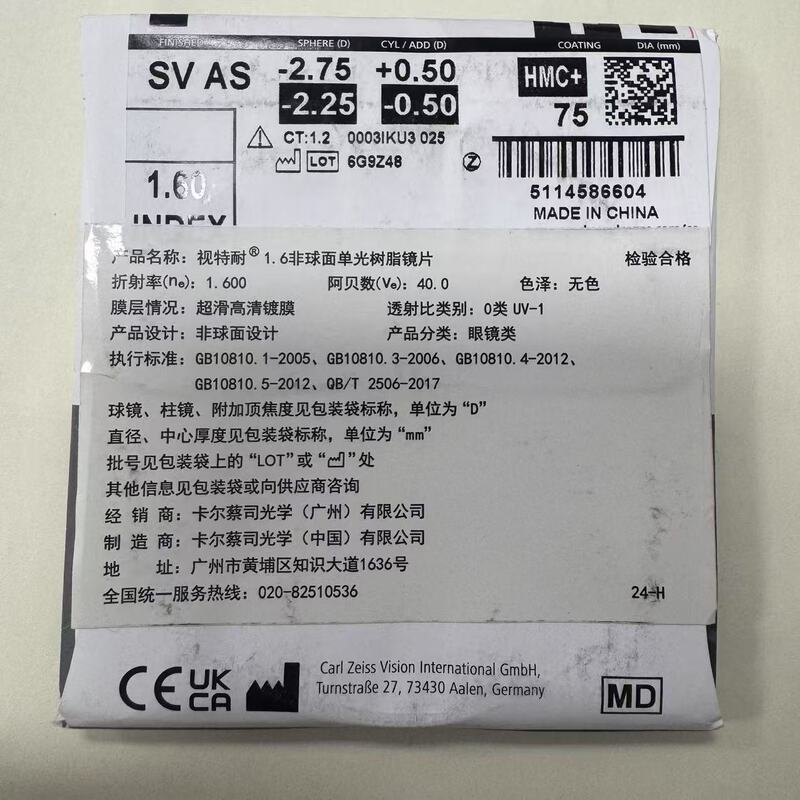 FINISHED SPHERE (D) CYL / ADD (D) COATING DIA (mm)
SV AS -2.75 +0.50 HMC+
-2.25 -0.50 75
CT:1.2 0003IKU3 025
LOT 6G9Z48
5114586604
MADE IN CHINA
1.60
INDEX
产品名称：视特耐® 1.6非球面单光树脂镜片 检验合格
折射率(nₑ)：1.600 阿贝数(Vₑ)：40.0 色泽：无色
膜层情况：超滑高清镀膜 透射比类别：0类 UV-1
产品设计：非球面设计 产品分类：眼镜类
执行标准：GB10810.1-2005、GB10810.3-2006、GB10810.4-2012、
GB10810.5-2012、QB/T 2506-2017
球镜、柱镜、附加顶焦度见包装袋标称，单位为“D”
直径、中心厚度见包装袋标称，单位为“mm”
批号见包装袋上的“LOT”或“”处
其他信息见包装袋或向供应商咨询
经 销 商：卡尔蔡司光学（广州）有限公司
制 造 商：卡尔蔡司光学（中国）有限公司
地 址：广州市黄埔区知识大道1636号
全国统一服务热线：020-82510536 24-H
CE UK CA
Carl Zeiss Vision International GmbH,
Turnstraße 27, 73430 Aalen, Germany
MD